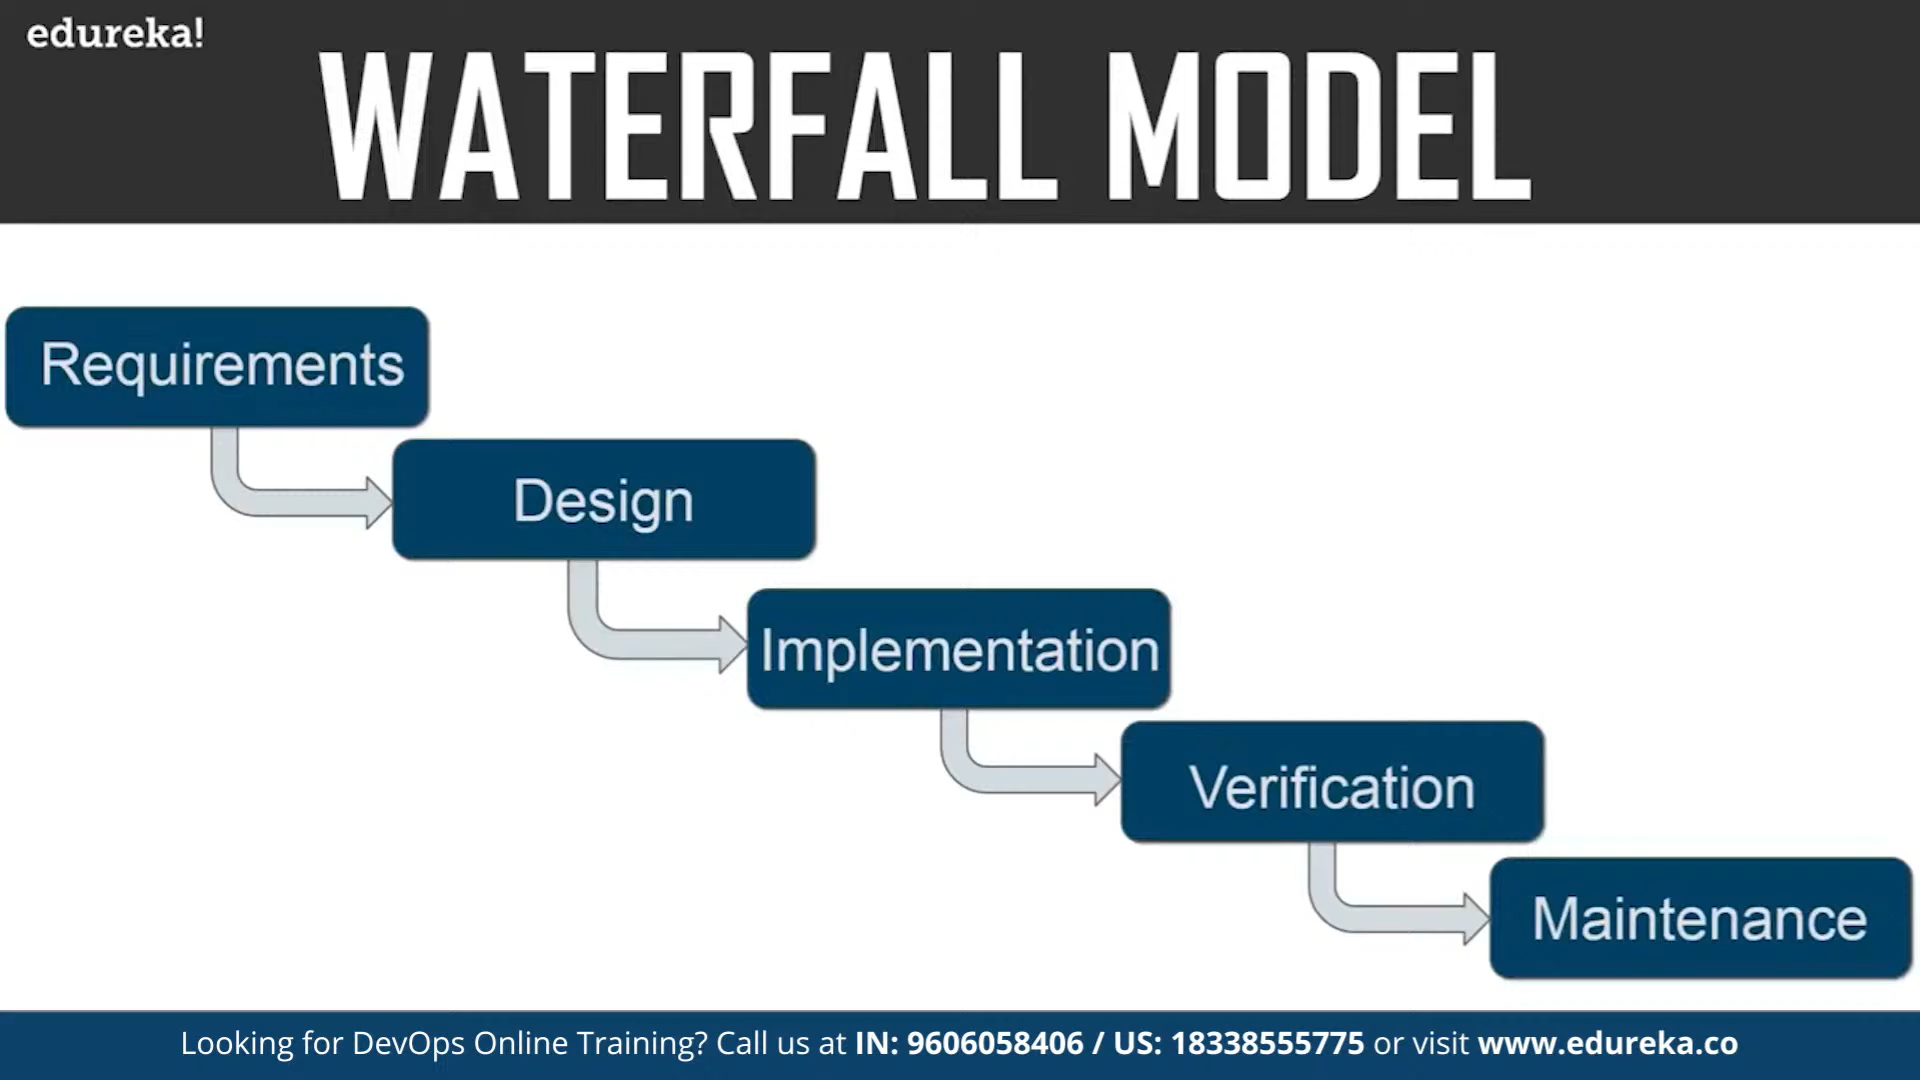 edureka!
WATERFALL MODEL
Requirements
Design
Implementation
Verification
Maintenance
Looking for DevOps Online Training? Call us at IN: 9606058406 / US: 18338555775 or visit www.edureka.co